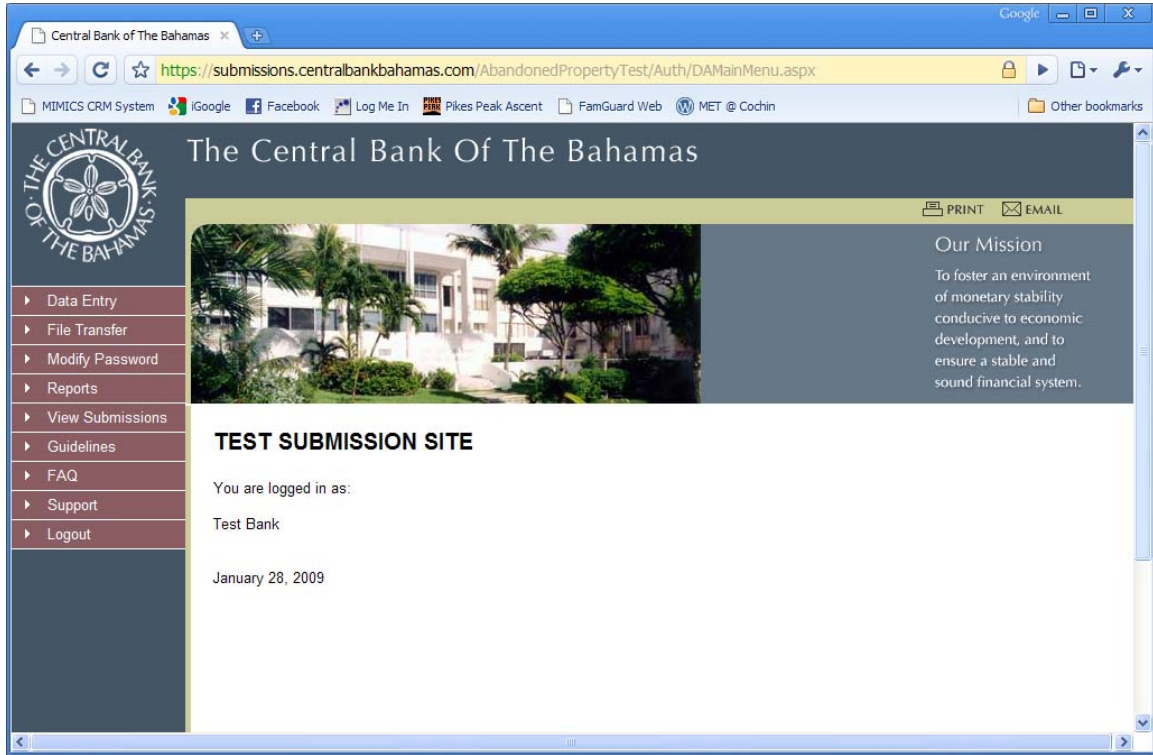 Google
Central Bank of The Bahamas
https://submissions.centralbankbahamas.com/AbandonedPropertyTest/Auth/DAMainMenu.aspx
MIMICS CRM System iGoogle Facebook Log Me In PIKES PEAK Pikes Peak Ascent FamGuard Web MET @ Cochin Other bookmarks
THE CENTRAL BANK OF THE BAHAMAS
The Central Bank Of The Bahamas
PRINT EMAIL
Our Mission
To foster an environment
of monetary stability
conducive to economic
development, and to
ensure a stable and
sound financial system.
Data Entry
File Transfer
Modify Password
Reports
View Submissions
Guidelines
FAQ
Support
Logout
TEST SUBMISSION SITE
You are logged in as:
Test Bank
January 28, 2009